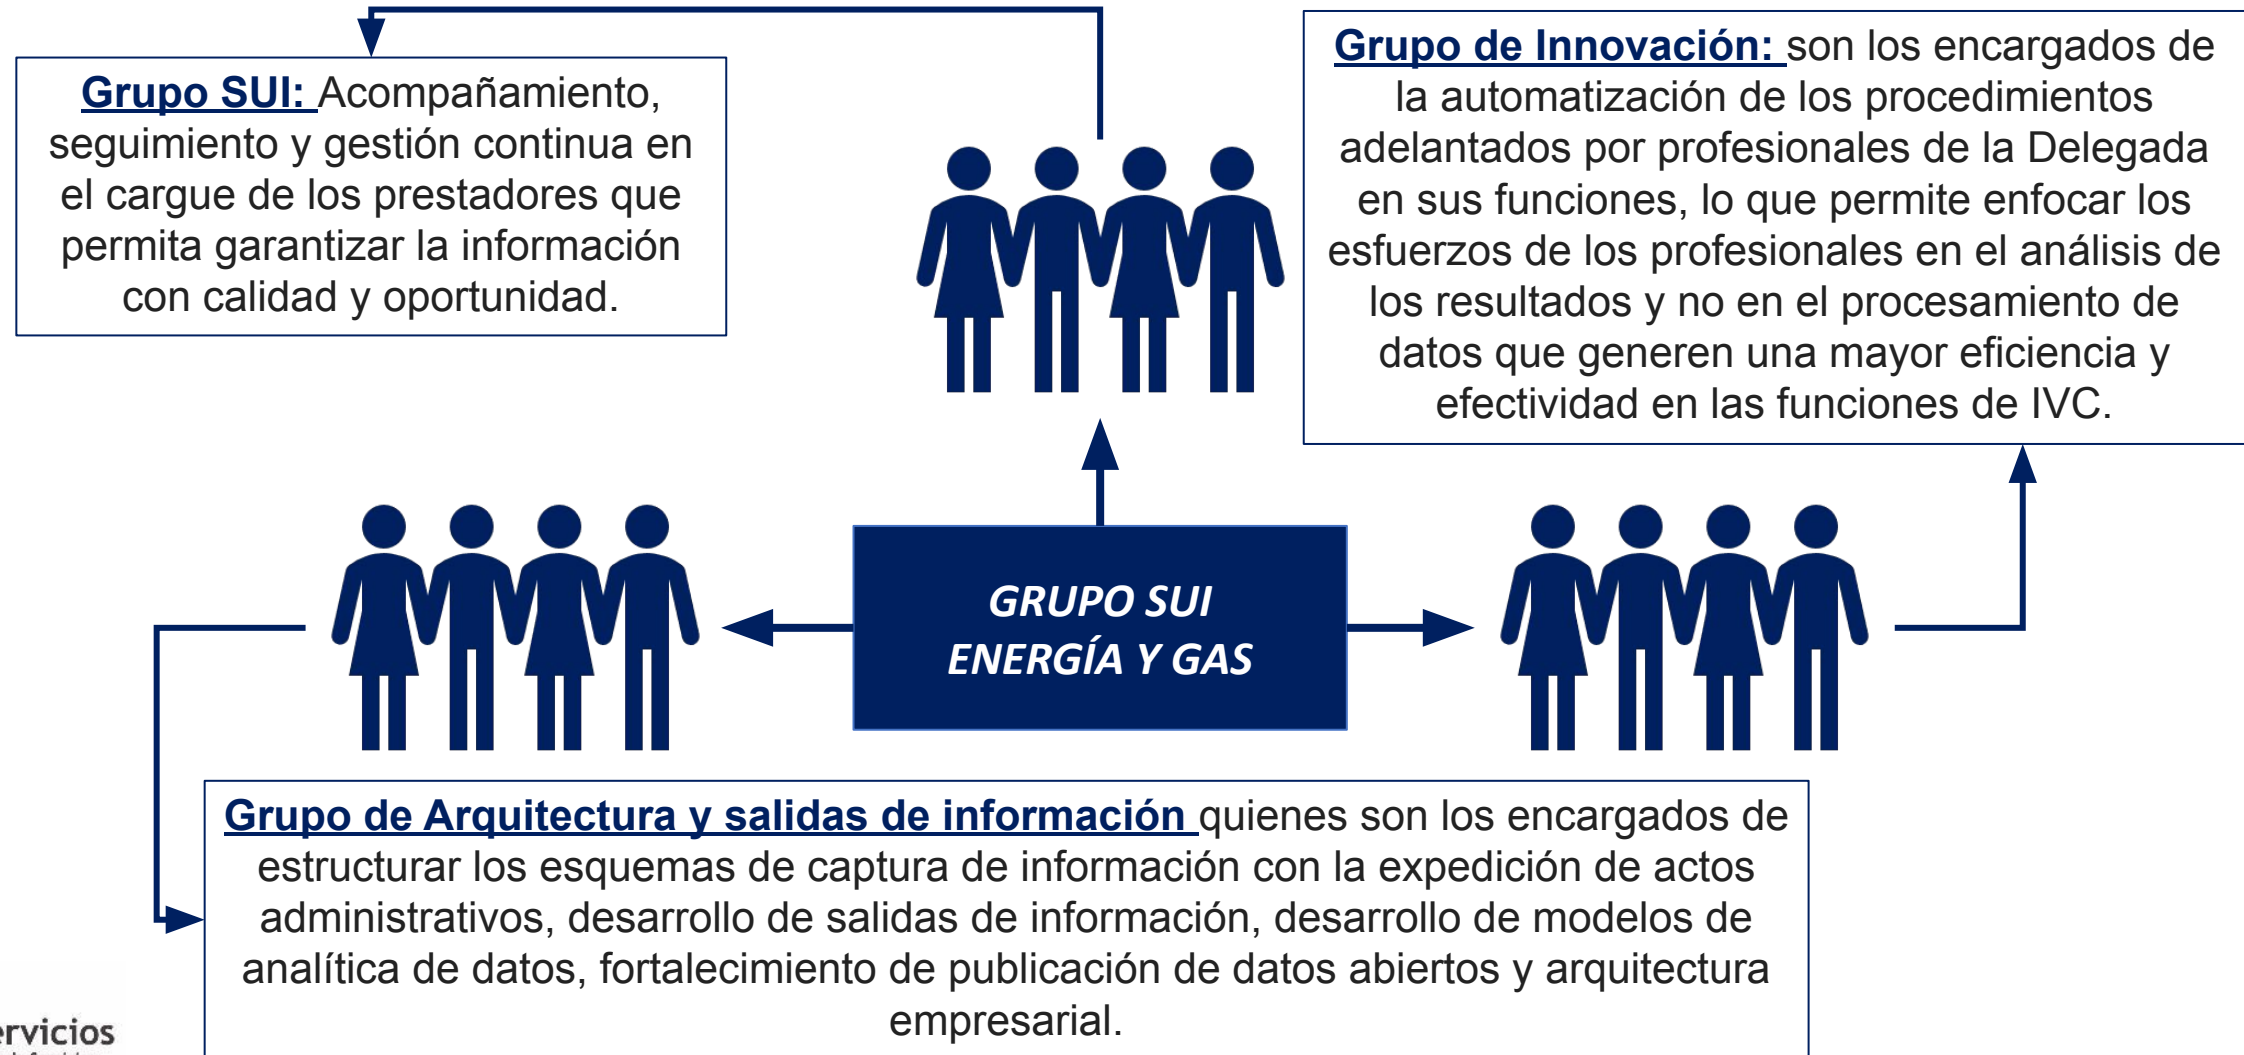 Grupo SUI: Acompañamiento,
seguimiento y gestión continua en
el cargue de los prestadores que
permita garantizar la información
con calidad y oportunidad.
Grupo de Innovación: son los encargados de
la automatización de los procedimientos
adelantados por profesionales de la Delegada
en sus funciones, lo que permite enfocar los
esfuerzos de los profesionales en el análisis de
los resultados y no en el procesamiento de
datos que generen una mayor eficiencia y
efectividad en las funciones de IVC.
GRUPO SUI
ENERGÍA Y GAS
Grupo de Arquitectura y salidas de información quienes son los encargados de
estructurar los esquemas de captura de información con la expedición de actos
administrativos, desarrollo de salidas de información, desarrollo de modelos de
analítica de datos, fortalecimiento de publicación de datos abiertos y arquitectura
empresarial.
ervicios